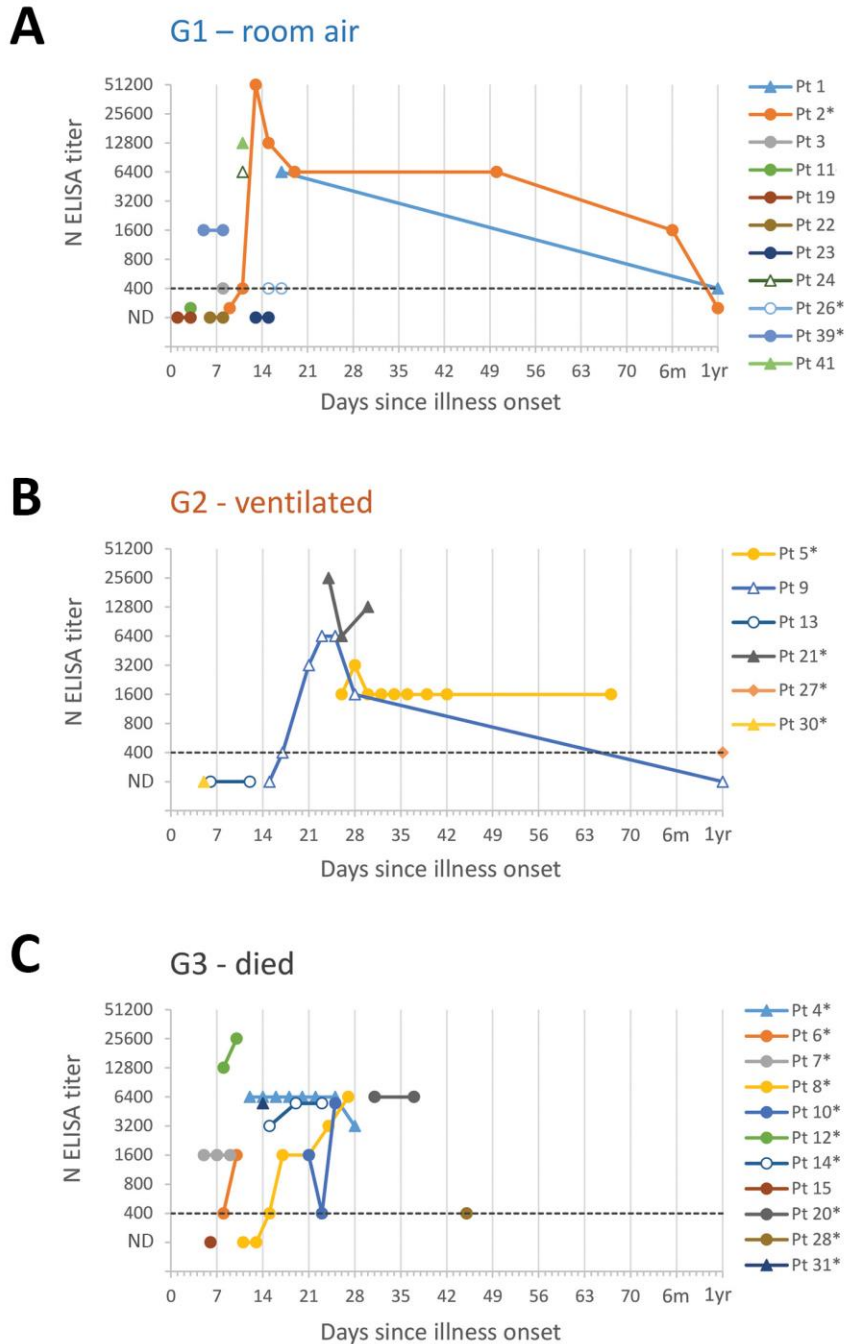 A
G1 – room air
N ELISA titer
51200
25600
12800
6400
3200
1600
800
400
ND
0 7 14 21 28 35 42 49 56 63 70 6m 1yr
Days since illness onset
Pt 1
Pt 2*
Pt 3
Pt 11
Pt 19
Pt 22
Pt 23
Pt 24
Pt 26*
Pt 39*
Pt 41
B
G2 - ventilated
N ELISA titer
51200
25600
12800
6400
3200
1600
800
400
ND
0 7 14 21 28 35 42 49 56 63 70 6m 1yr
Days since illness onset
Pt 5*
Pt 9
Pt 13
Pt 21*
Pt 27*
Pt 30*
C
G3 - died
N ELISA titer
51200
25600
12800
6400
3200
1600
800
400
ND
0 7 14 21 28 35 42 49 56 63 70 6m 1yr
Days since illness onset
Pt 4*
Pt 6*
Pt 7*
Pt 8*
Pt 10*
Pt 12*
Pt 14*
Pt 15
Pt 20*
Pt 28*
Pt 31*